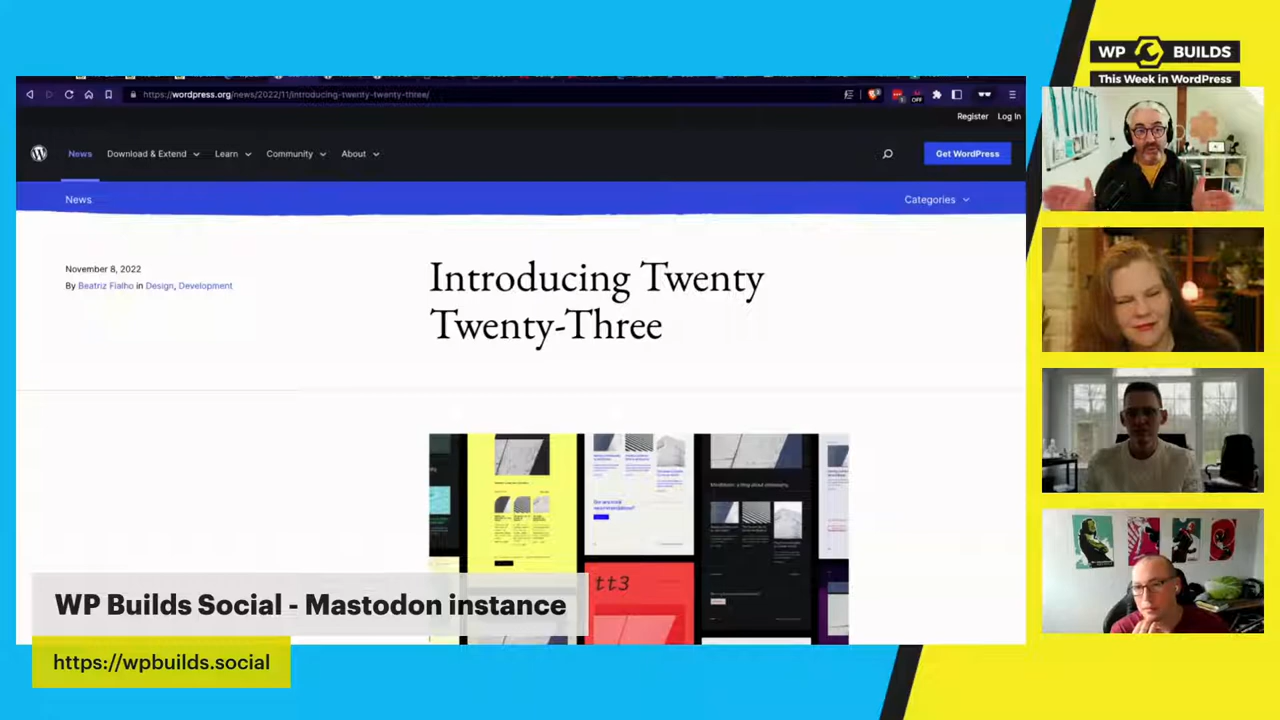 WP BUILDS
This Week in WordPress
https://wordpress.org/news/2022/11/introducing-twenty-twenty-three/
OFF
Register Log In
News Download & Extend Learn Community About Get WordPress
News Categories
November 8, 2022
By Beatriz Fialho in Design, Development
Introducing Twenty
Twenty-Three
tt3
WP Builds Social - Mastodon instance
https://wpbuilds.social